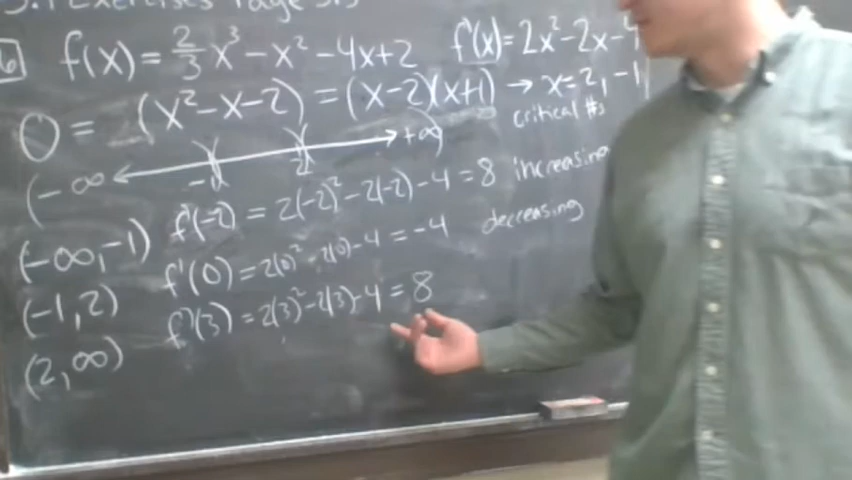 5.1 Exercises Page 313
6 f(x) = 2/3 x³ - x² - 4x + 2 f'(x) = 2x² - 2x - 4
0 = (x² - x - 2) = (x-2)(x+1) → x = 2, -1
critical #s
(-∞ +∞)
-1 2
(-∞, -1) f'(-2) = 2(-2)² - 2(-2) - 4 = 8 increasing
(-1, 2) f'(0) = 2(0)² - 2(0) - 4 = -4 decreasing
(2, ∞) f'(3) = 2(3)² - 2(3) - 4 = 8